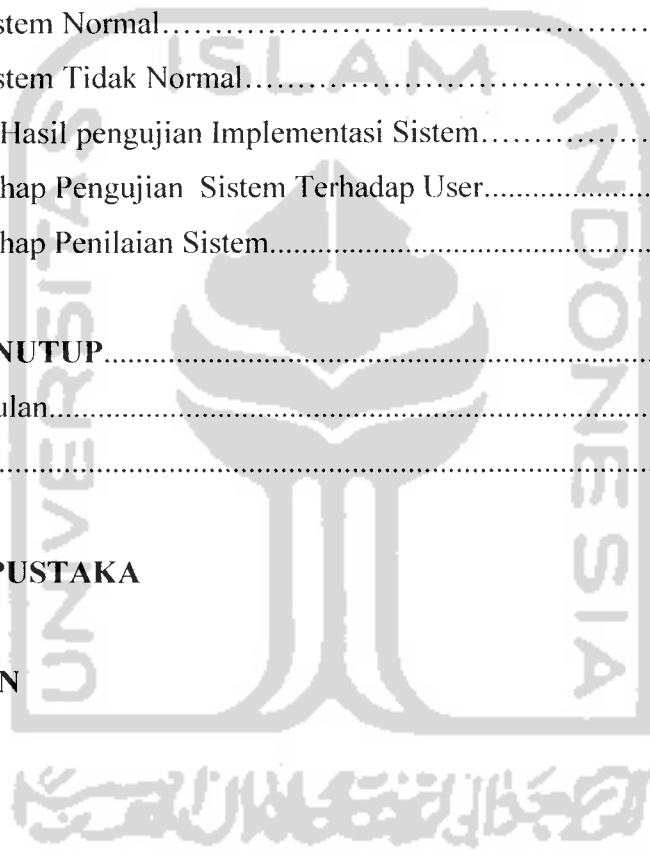 stem Normal........................................................
stem Tidak Normal................................................
Hasil pengujian Implementasi Sistem.................
hap Pengujian Sistem Terhadap User....................
hap Penilaian Sistem..............................................................
NUTUP..................................................................................
ulan.........................................................................................
................................................................................................
PUSTAKA
N
UNIVERSITAS
ISLAM
INDONESIA